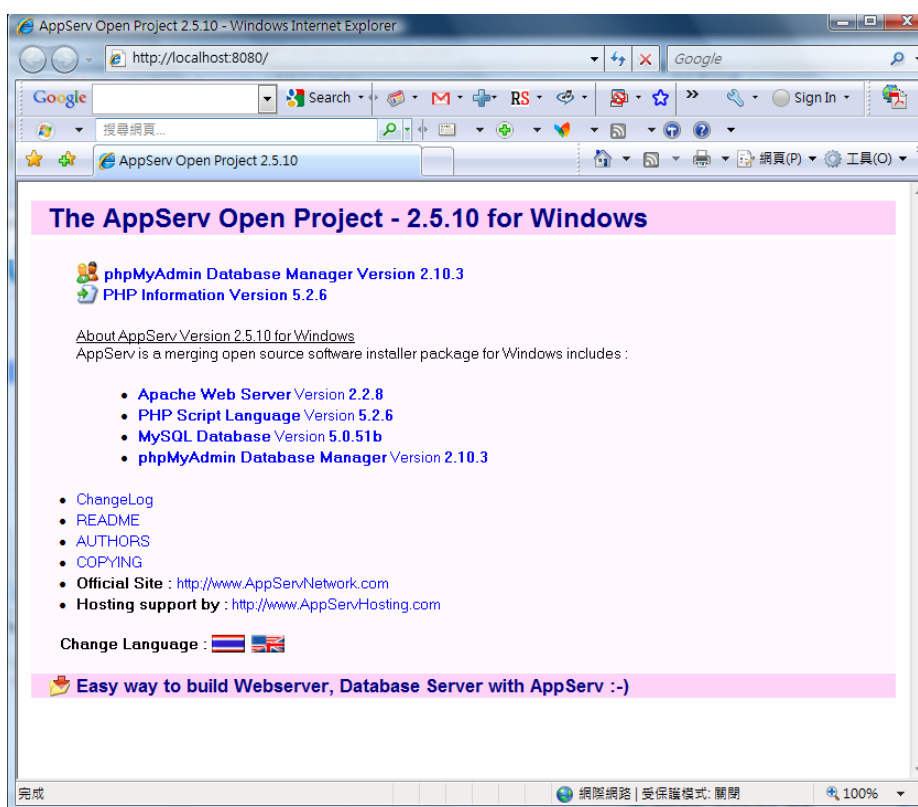 AppServ Open Project 2.5.10 - Windows Internet Explorer
http://localhost:8080/
Google
Google
Search
RS
Sign In
搜尋網頁...
AppServ Open Project 2.5.10
網頁(P)
工具(O)
The AppServ Open Project - 2.5.10 for Windows
phpMyAdmin Database Manager Version 2.10.3
PHP Information Version 5.2.6
About AppServ Version 2.5.10 for Windows
AppServ is a merging open source software installer package for Windows includes :
Apache Web Server Version 2.2.8
PHP Script Language Version 5.2.6
MySQL Database Version 5.0.51b
phpMyAdmin Database Manager Version 2.10.3
ChangeLog
README
AUTHORS
COPYING
Official Site : http://www.AppServNetwork.com
Hosting support by : http://www.AppServHosting.com
Change Language :
Easy way to build Webserver, Database Server with AppServ :-)
完成
網際網路 | 受保護模式: 關閉
100%